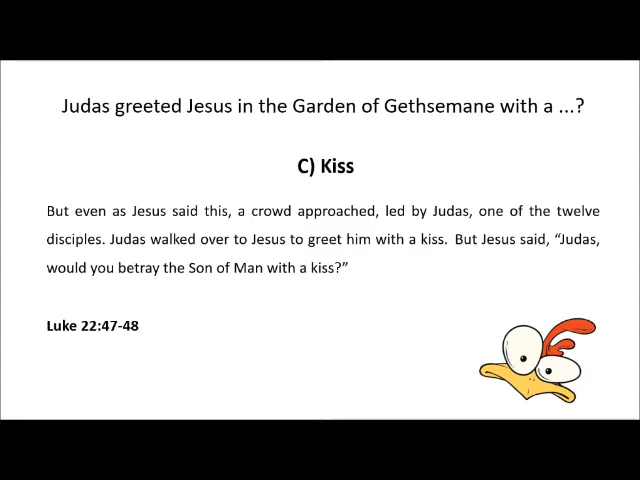 Judas greeted Jesus in the Garden of Gethsemane with a ...?
C) Kiss
But even as Jesus said this, a crowd approached, led by Judas, one of the twelve
disciples. Judas walked over to Jesus to greet him with a kiss. But Jesus said, “Judas,
would you betray the Son of Man with a kiss?”
Luke 22:47-48